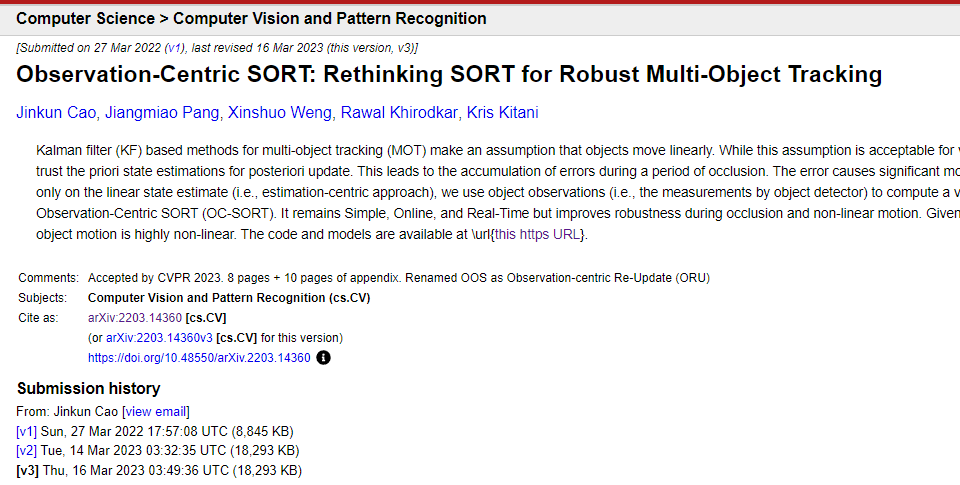 Computer Science > Computer Vision and Pattern Recognition
[Submitted on 27 Mar 2022 (v1), last revised 16 Mar 2023 (this version, v3)]
Observation-Centric SORT: Rethinking SORT for Robust Multi-Object Tracking
Jinkun Cao, Jiangmiao Pang, Xinshuo Weng, Rawal Khirodkar, Kris Kitani
Kalman filter (KF) based methods for multi-object tracking (MOT) make an assumption that objects move linearly. While this assumption is acceptable for
trust the priori state estimations for posteriori update. This leads to the accumulation of errors during a period of occlusion. The error causes significant
only on the linear state estimate (i.e., estimation-centric approach), we use object observations (i.e., the measurements by object detector) to compute a
Observation-Centric SORT (OC-SORT). It remains Simple, Online, and Real-Time but improves robustness during occlusion and non-linear motion. Given
object motion is highly non-linear. The code and models are available at \url{this https URL}.
Comments: Accepted by CVPR 2023. 8 pages + 10 pages of appendix. Renamed OOS as Observation-centric Re-Update (ORU)
Subjects: Computer Vision and Pattern Recognition (cs.CV)
Cite as: arXiv:2203.14360 [cs.CV]
(or arXiv:2203.14360v3 [cs.CV] for this version)
https://doi.org/10.48550/arXiv.2203.14360
Submission history
From: Jinkun Cao [view email]
[v1] Sun, 27 Mar 2022 17:57:08 UTC (8,845 KB)
[v2] Tue, 14 Mar 2023 03:32:35 UTC (18,293 KB)
[v3] Thu, 16 Mar 2023 03:49:36 UTC (18,293 KB)